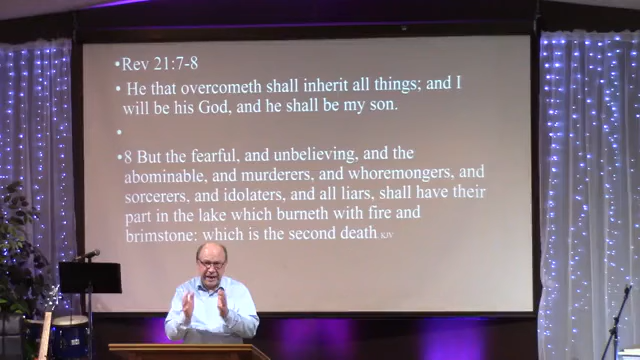 •Rev 21:7-8
• He that overcometh shall inherit all things; and I
will be his God, and he shall be my son.
•
•8 But the fearful, and unbelieving, and the
abominable, and murderers, and whoremongers, and
sorcerers, and idolaters, and all liars, shall have their
part in the lake which burneth with fire and
brimstone: which is the second death KJV